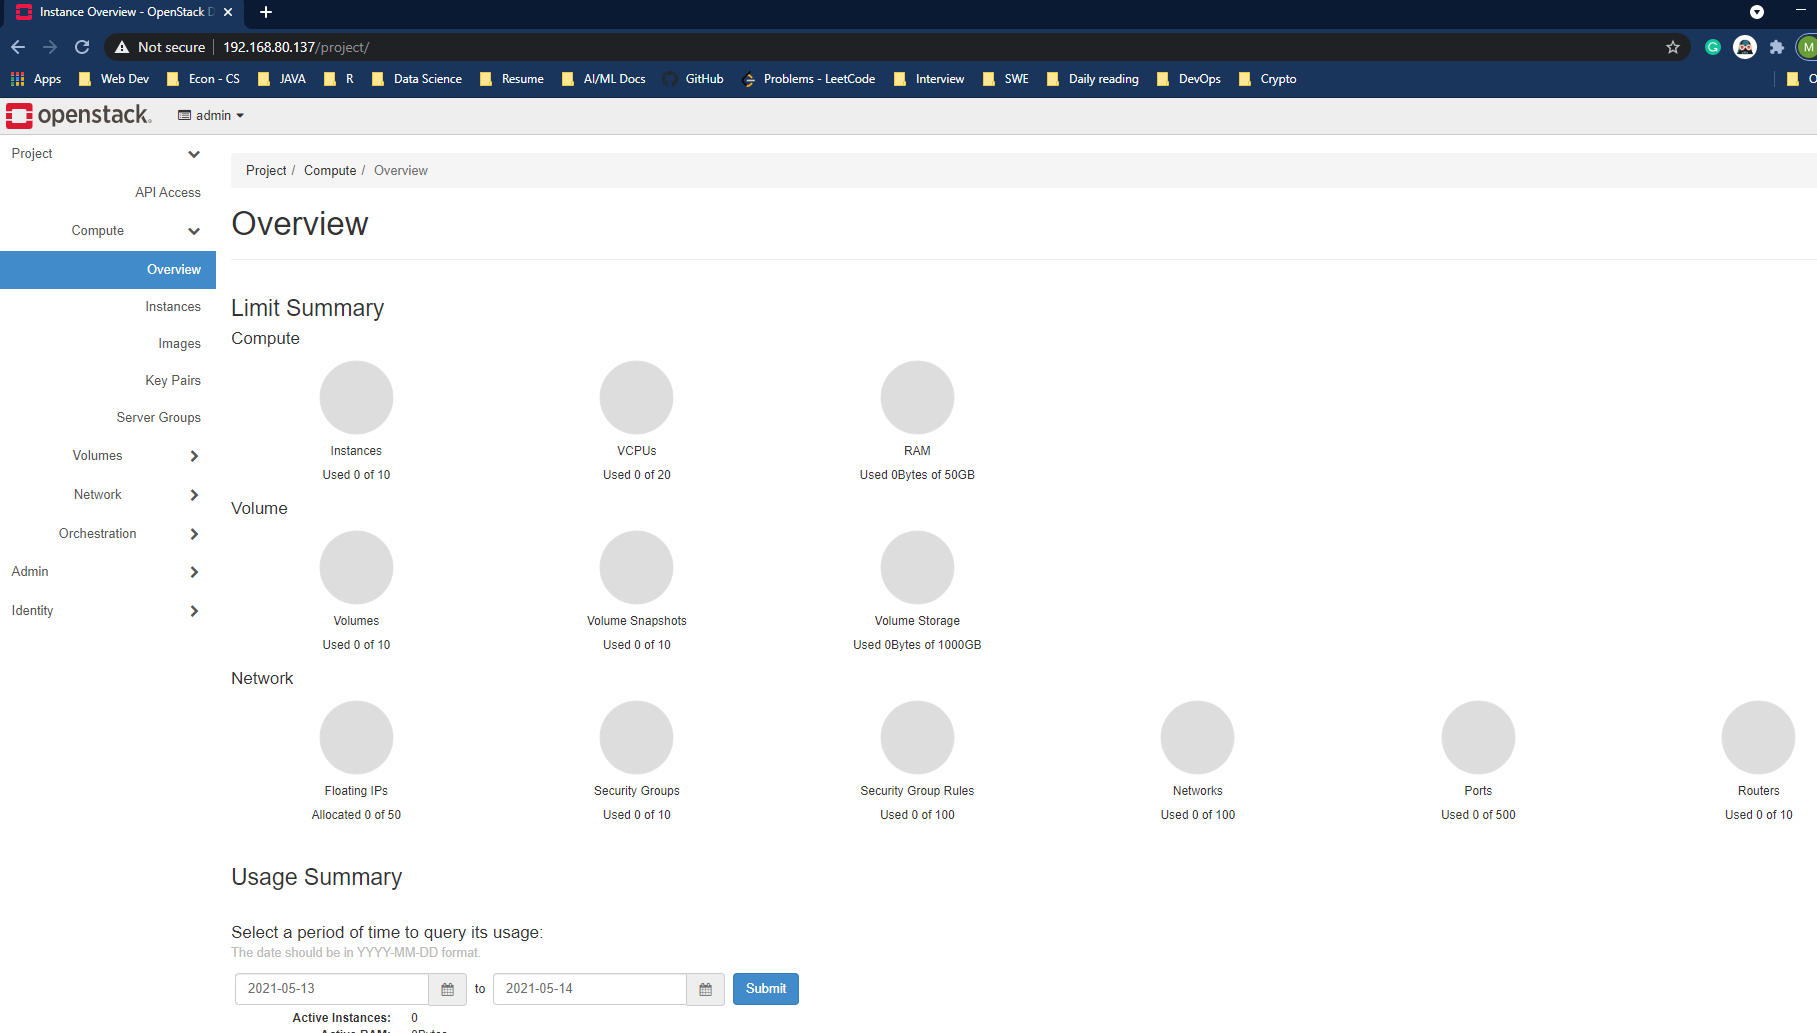 Instance Overview - OpenStack D
Not secure
192.168.80.137/project/
G
M
Apps
Web Dev
Econ - CS
JAVA
R
Data Science
Resume
AI/ML Docs
GitHub
Problems - LeetCode
Interview
SWE
Daily reading
DevOps
Crypto
openstack.
admin
Project
API Access
Compute
Overview
Instances
Images
Key Pairs
Server Groups
Volumes
Network
Orchestration
Admin
Identity
Project / Compute / Overview
Overview
Limit Summary
Compute
Instances
Used 0 of 10
VCPUs
Used 0 of 20
RAM
Used 0Bytes of 50GB
Volume
Volumes
Used 0 of 10
Volume Snapshots
Used 0 of 10
Volume Storage
Used 0Bytes of 1000GB
Network
Floating IPs
Allocated 0 of 50
Security Groups
Used 0 of 10
Security Group Rules
Used 0 of 100
Networks
Used 0 of 100
Ports
Used 0 of 500
Routers
Used 0 of 10
Usage Summary
Select a period of time to query its usage:
The date should be in YYYY-MM-DD format.
2021-05-13 to 2021-05-14 Submit
Active Instances: 0
Active RAM: 0Bytes